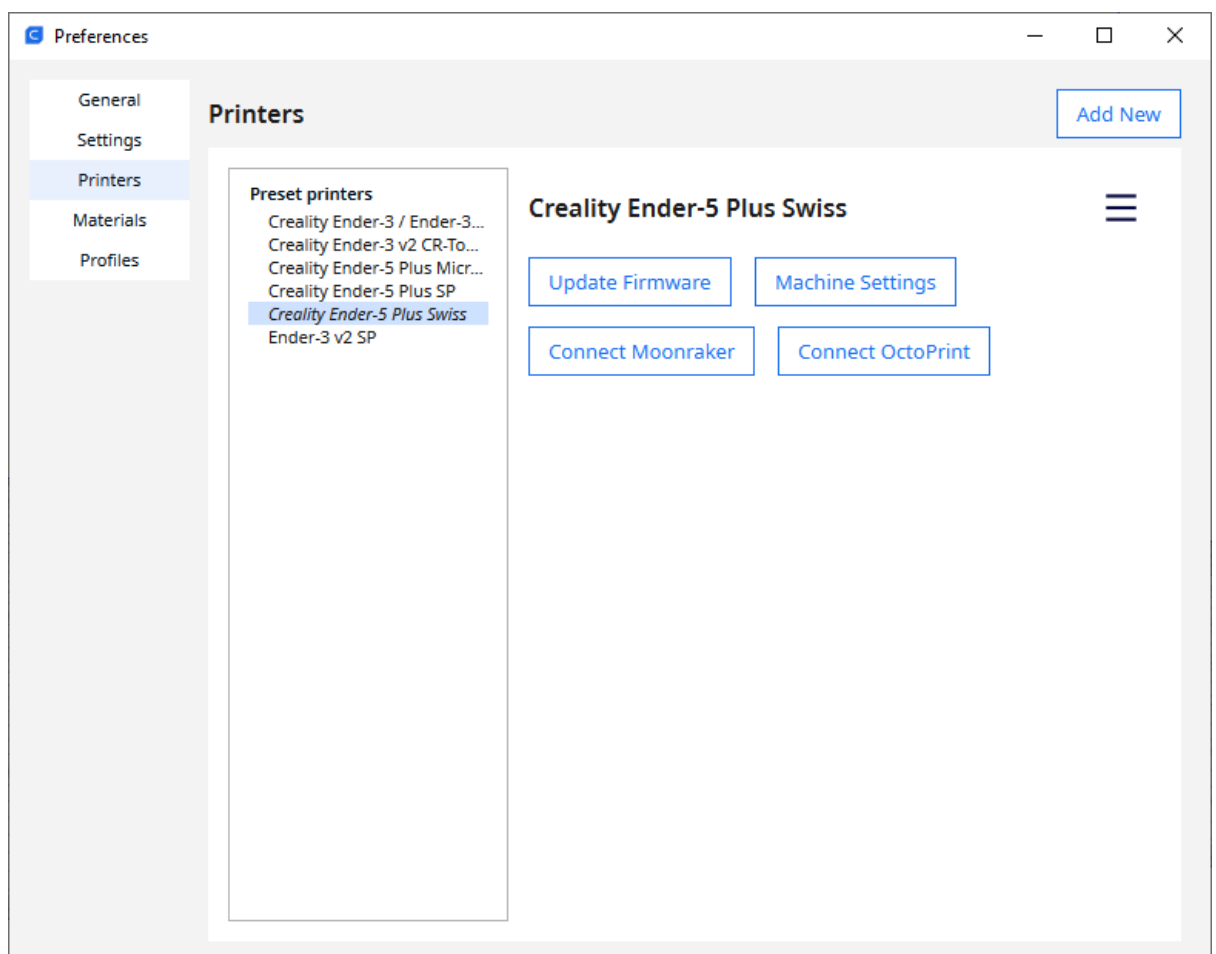 Preferences
General
Settings
Printers
Materials
Profiles
Printers
Add New
Preset printers
Creality Ender-3 / Ender-3...
Creality Ender-3 v2 CR-To...
Creality Ender-5 Plus Micr...
Creality Ender-5 Plus SP
Creality Ender-5 Plus Swiss
Ender-3 v2 SP
Creality Ender-5 Plus Swiss
Update Firmware
Machine Settings
Connect Moonraker
Connect OctoPrint